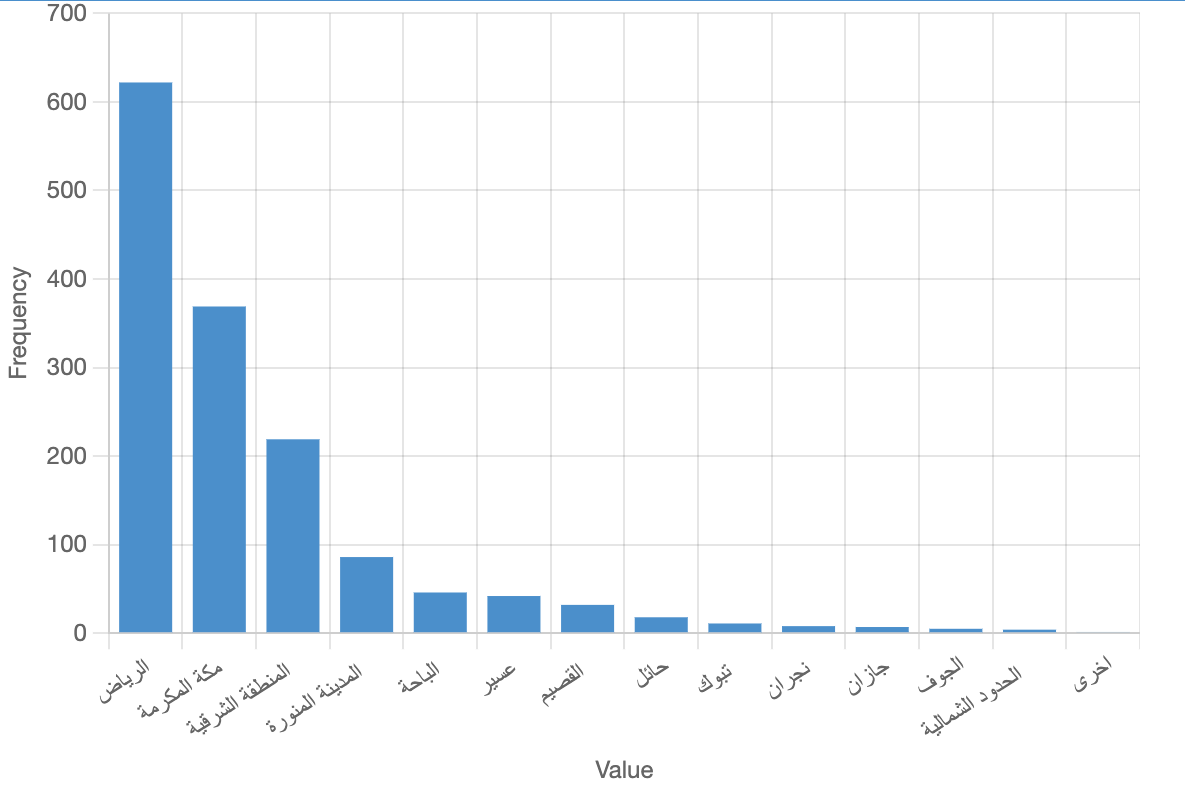 700
600
500
400
300
200
100
0
Frequency
الرياض
مكة المكرمة
المنطقة الشرقية
المدينة المنورة
الباحة
عسير
القصيم
حائل
تبوك
نجران
جازان
الجوف
الحدود الشمالية
اخرى
Value